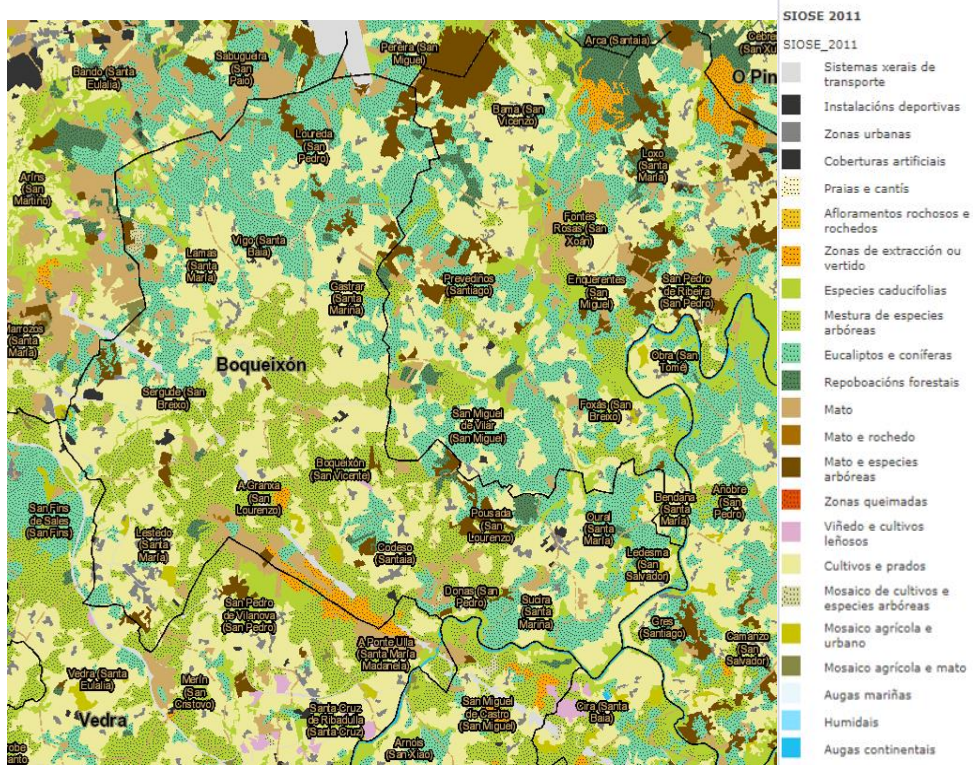 Sabugueira
(San
Paio)
Pereira (San
Miguel)
Arca (Santaia)
Cebre
(San Xu
Bando (Santa
Eulalia)
O Pin
Bamá (San
Vicenzo)
Loureda
(San
Pedro)
Loxo (Santa
María)
Aríns
(San
Martiño)
Fontes
Rosas (San
Xoán)
Vigo (Santa
Baia)
Lamas
(Santa
María)
Gastrar
(Santa
Mariña)
Prevediños
(Santiago)
Enquerentes
(San
Miguel)
San Pedro
de Ribeira
(San Pedro)
Marrozos
(Santa
María)
Boqueixón
Obra (San
Tomé)
Sergude (San
Breixo)
San Miguel
de Vilar
(San Miguel)
Foxás (San
Breixo)
Boqueixón
(San Vicente)
A Granxa
(San
Lourenzo)
Bendaña
(Santa
María)
Añobre
(San
Pedro)
San Fins
de Sales
(San Fins)
Pousada
(San
Lourenzo)
Oural
(Santa
María)
Lestedo
(Santa
María)
Codeso
(Santaia)
Ledesma
(San
Salvador)
Donas (San
Pedro)
San Pedro
de Vilanova
(San Pedro)
Sucira
(Santa
Mariña)
Gres
(Santiago)
A Ponte Ulla
(Santa María
Madanela)
Camanzo
(San
Salvador)
Vedra (Santa
Eulalia)
Merín
(San
Cristovo)
Vedra
Santa Cruz
de Ribadulla
(Santa Cruz)
San Miguel
de Castro
(San Miguel)
Cira (Santa
Baia)
Arnois
(San Xiao)
SIOSE 2011
SIOSE_2011
Sistemas xerais de
transporte
Instalacións deportivas
Zonas urbanas
Coberturas artificiais
Praias e cantís
Afloramentos rochosos e
rochedos
Zonas de extracción ou
vertido
Especies caducifolias
Mestura de especies
arbóreas
Eucaliptos e coníferas
Repoboacións forestais
Mato
Mato e rochedo
Mato e especies
arbóreas
Zonas queimadas
Viñedo e cultivos
leñosos
Cultivos e prados
Mosaico de cultivos e
especies arbóreas
Mosaico agrícola e
urbano
Mosaico agrícola e mato
Augas mariñas
Humidais
Augas continentais